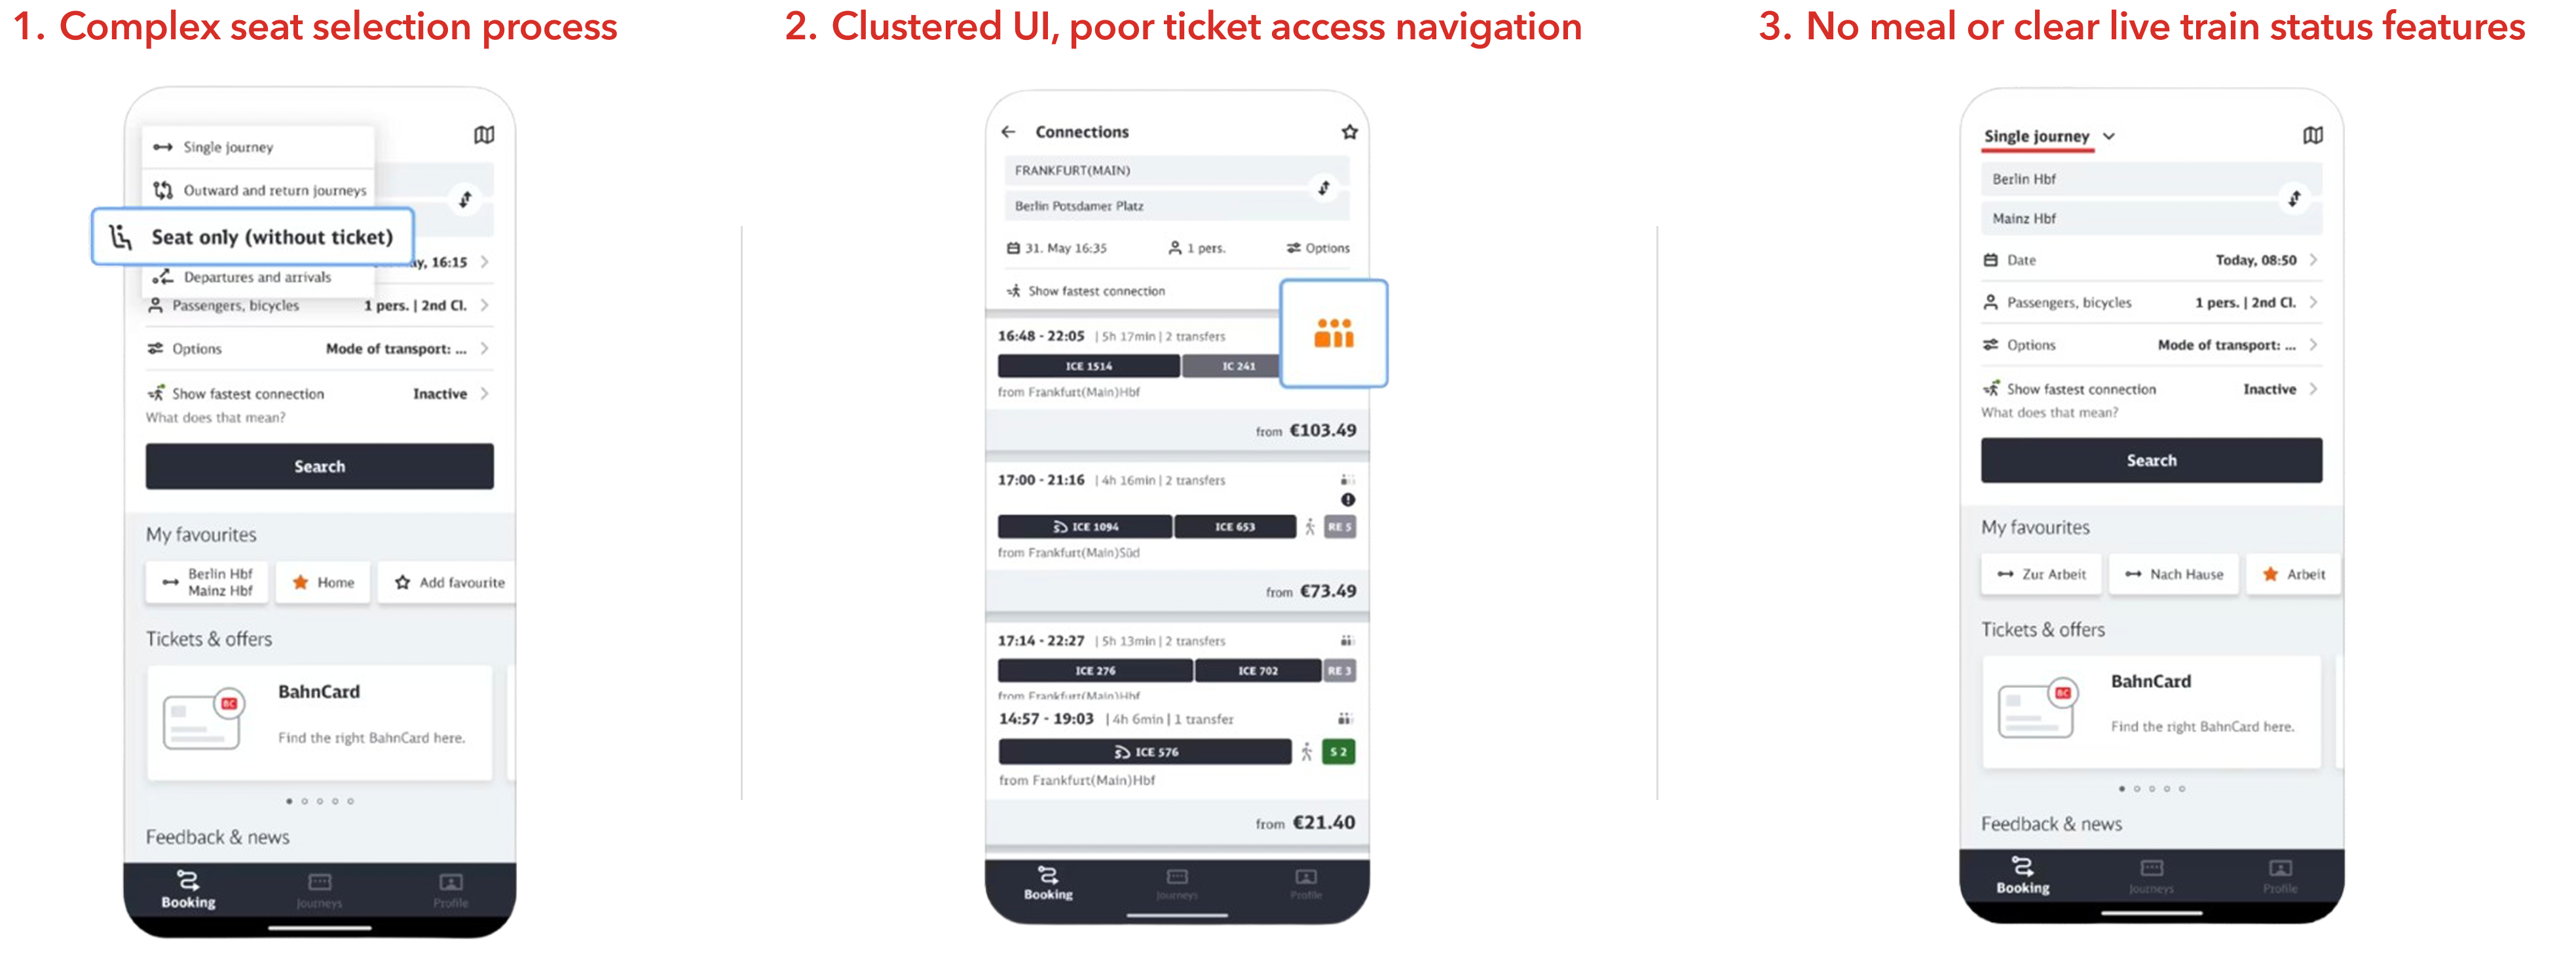 1. Complex seat selection process
Single journey
Outward and return journeys
Seat only (without ticket)
ay, 16:15
Departures and arrivals
Passengers, bicycles 1 pers. | 2nd Cl.
Options Mode of transport: ...
Show fastest connection Inactive
What does that mean?
Search
My favourites
Berlin Hbf
Mainz Hbf
Home
Add favourite
Tickets & offers
BC
BahnCard
Find the right BahnCard here.
Feedback & news
Booking Journeys Profile
2. Clustered UI, poor ticket access navigation
Connections
FRANKFURT(MAIN)
Berlin Potsdamer Platz
31. May 16:35 1 pers. Options
Show fastest connection
16:48 - 22:05 | 5h 17min | 2 transfers
ICE 1514 IC 241
from Frankfurt(Main)Hbf
from €103.49
17:00 - 21:16 | 4h 16min | 2 transfers
ICE 1094 ICE 653 RE 5
from Frankfurt(Main)Süd
from €73.49
17:14 - 22:27 | 5h 13min | 2 transfers
ICE 276 ICE 702 RE 3
from Frankfurt(Main)Hbf
14:57 - 19:03 | 4h 6min | 1 transfer
ICE 576 S 2
from Frankfurt(Main)Hbf
from €21.40
Booking Journeys Profile
3. No meal or clear live train status features
Single journey
Berlin Hbf
Mainz Hbf
Date Today, 08:50
Passengers, bicycles 1 pers. | 2nd Cl.
Options Mode of transport: ...
Show fastest connection Inactive
What does that mean?
Search
My favourites
Zur Arbeit Nach Hause Arbeit
Tickets & offers
BC
BahnCard
Find the right BahnCard here.
Feedback & news
Booking Journeys Profile